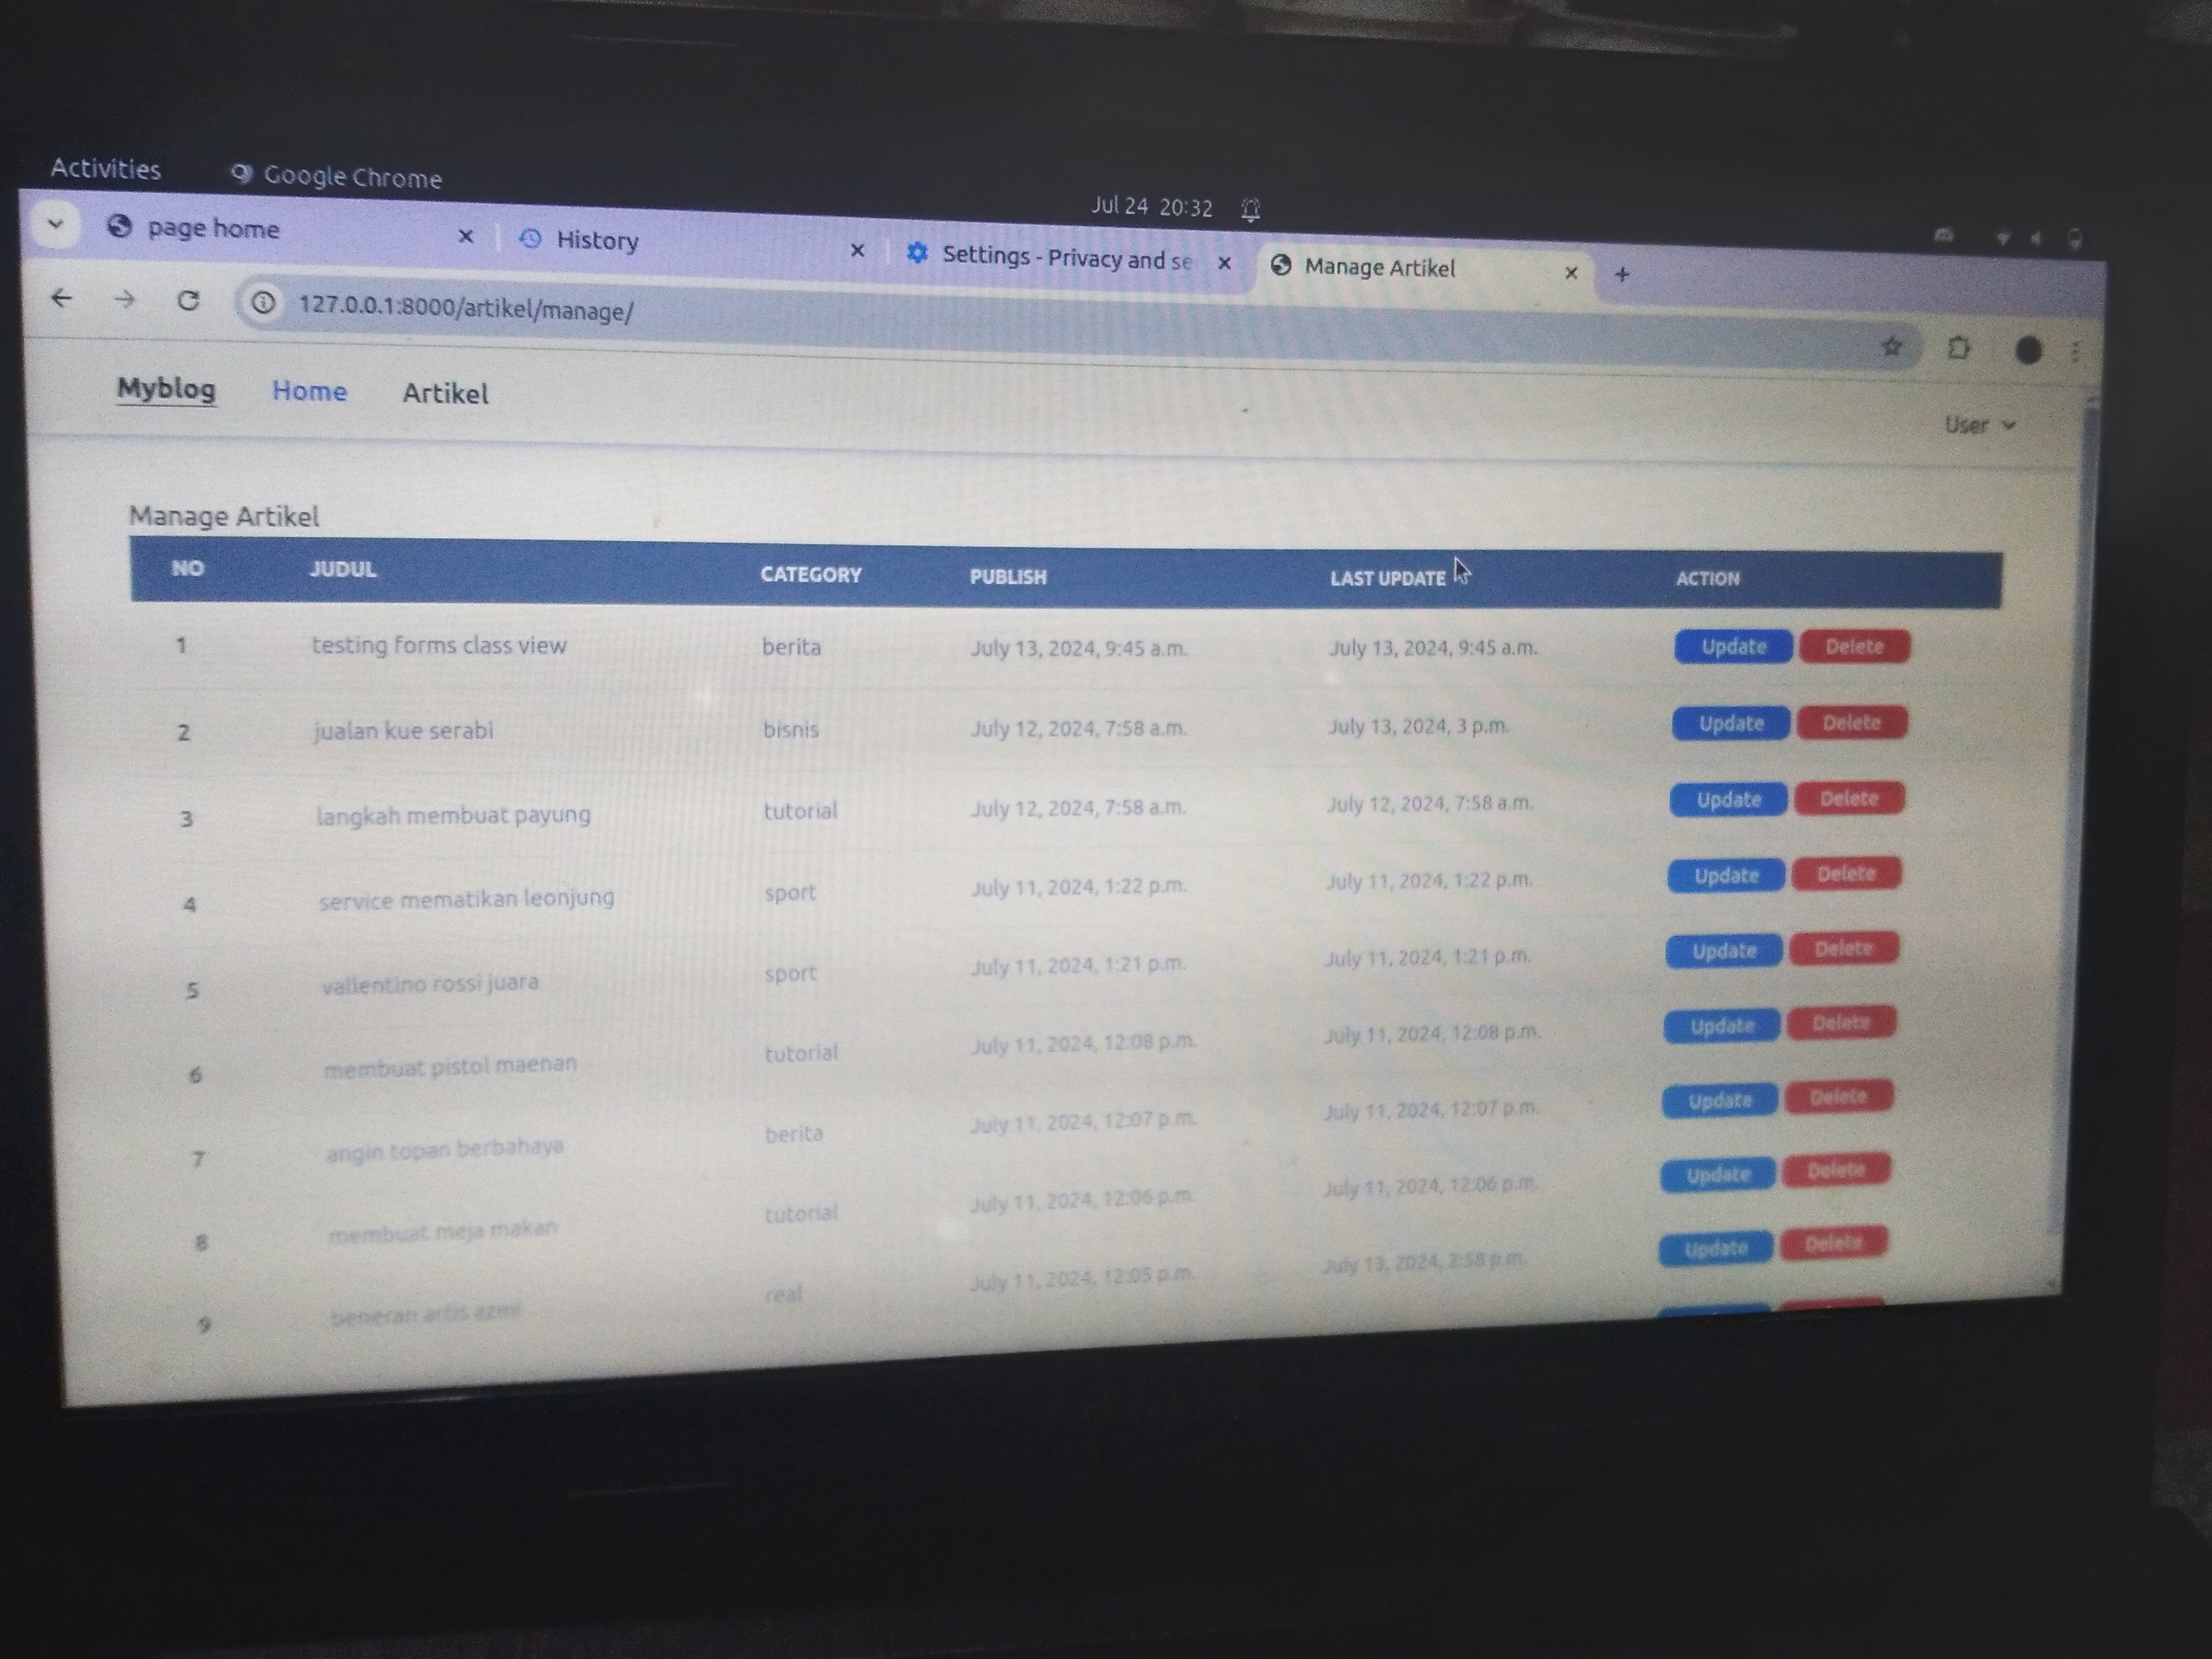 Activities Google Chrome
Jul 24 20:32
page home History Settings - Privacy and se Manage Artikel
127.0.0.1:8000/artikel/manage/
Myblog Home Artikel User
Manage Artikel
NO JUDUL CATEGORY PUBLISH LAST UPDATE ACTION
1 testing forms class view berita July 13, 2024, 9:45 a.m. July 13, 2024, 9:45 a.m. Update Delete
2 jualan kue serabi bisnis July 12, 2024, 7:58 a.m. July 13, 2024, 3 p.m. Update Delete
3 langkah membuat payung tutorial July 12, 2024, 7:58 a.m. July 12, 2024, 7:58 a.m. Update Delete
4 service mematikan leonjung sport July 11, 2024, 1:22 p.m. July 11, 2024, 1:22 p.m. Update Delete
5 vallentino rossi juara sport July 11, 2024, 1:21 p.m. July 11, 2024, 1:21 p.m. Update Delete
6 membuat pistol maenan tutorial July 11, 2024, 12:08 p.m. July 11, 2024, 12:08 p.m. Update Delete
7 angin topan berbahaya berita July 11, 2024, 12:07 p.m. July 11, 2024, 12:07 p.m. Update Delete
8 membuat meja makan tutorial July 11, 2024, 12:06 p.m. July 11, 2024, 12:06 p.m. Update Delete
9 beneran artis azmi real July 11, 2024, 12:05 p.m. July 13, 2024, 2:58 p.m. Update Delete